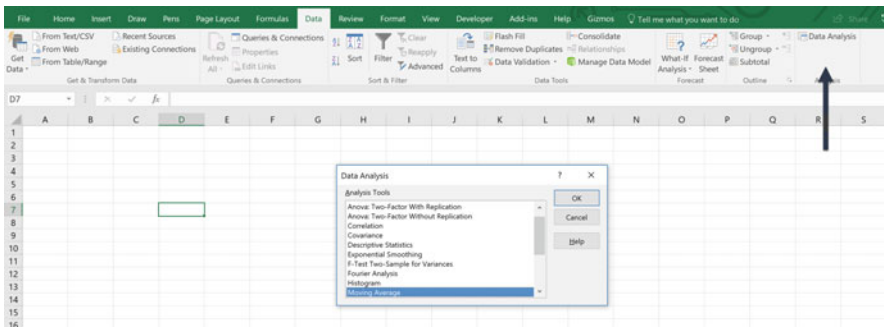 File Home Insert Draw Pens Page Layout Formulas Data Review Format View Developer Add-ins Help Gizmos Tell me what you want to do Share
From Text/CSV Recent Sources Queries & Connections Clear Flash Fill Consolidate Group Data Analysis
From Web Existing Connections Properties Reapply Remove Duplicates Relationships Ungroup
Get Data From Table/Range Refresh All Edit Links Sort Filter Advanced Text to Columns Data Validation Manage Data Model What-If Analysis Forecast Sheet Subtotal
Get & Transform Data Queries & Connections Sort & Filter Data Tools Forecast Outline
D7 fx
A B C D E F G H I J K L M N O P Q R S
1
2
3
4
Data Analysis ? ×
5
Analysis Tools
6
OK
Anova: Two-Factor With Replication
7
Anova: Two-Factor Without Replication
8
Cancel
Correlation
9
Covariance
Help
10
Descriptive Statistics
Exponential Smoothing
11
F-Test Two-Sample for Variances
12
Fourier Analysis
13
Histogram
Moving Average
14
15
16